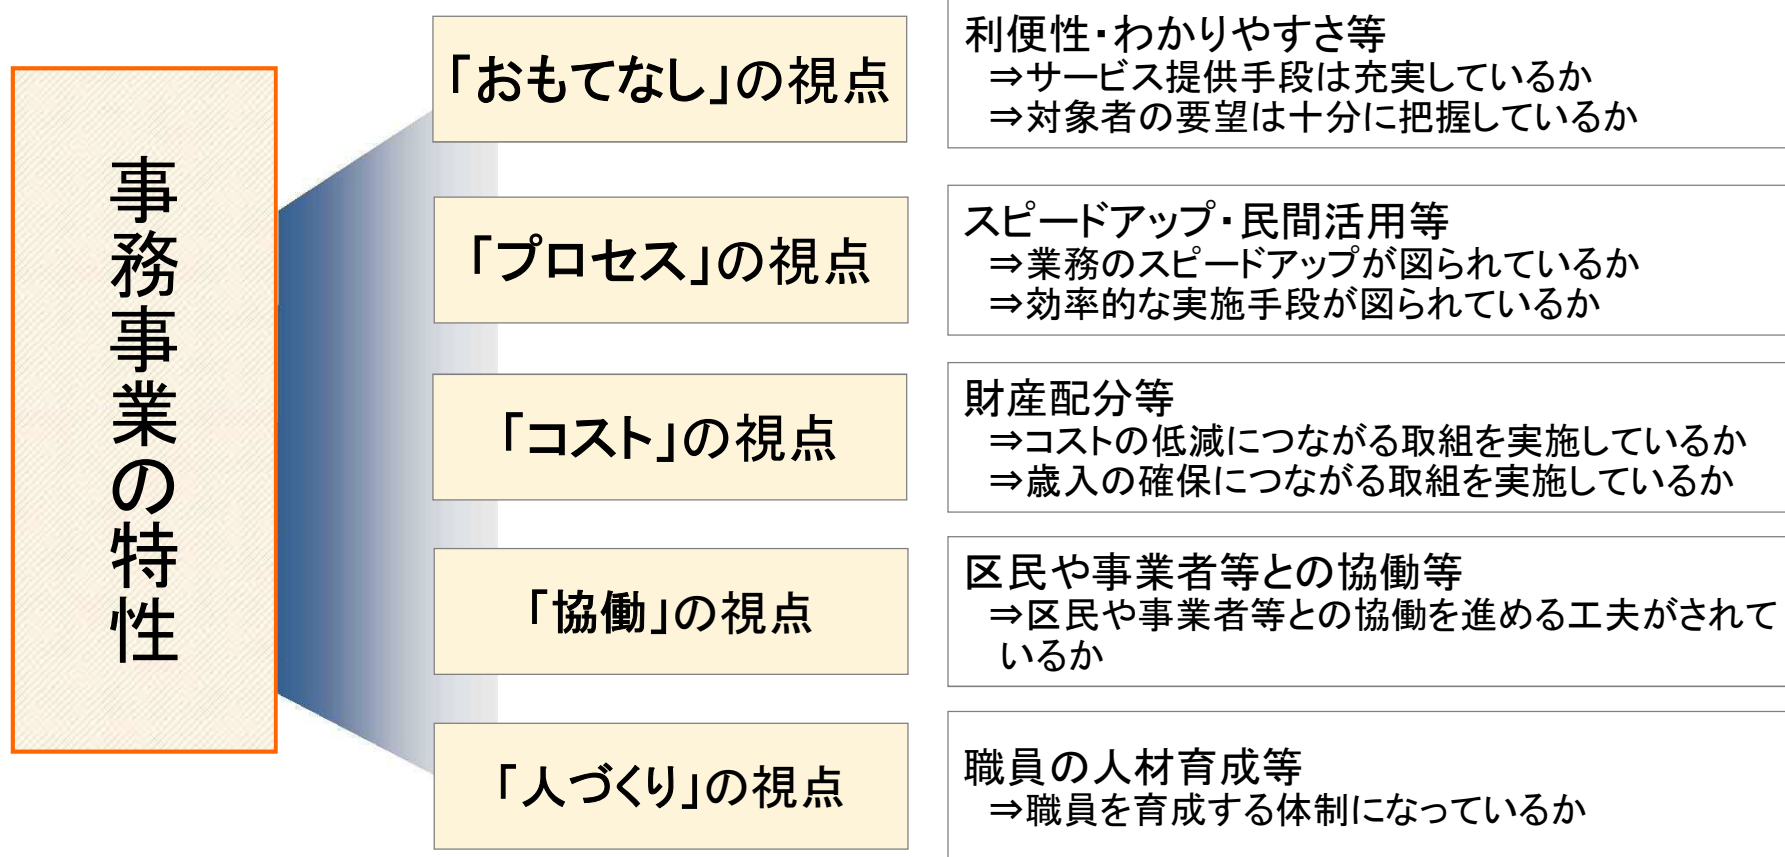 事務事業の特性
「おもてなし」の視点
利便性・わかりやすさ等
⇒サービス提供手段は充実しているか
⇒対象者の要望は十分に把握しているか
「プロセス」の視点
スピードアップ・民間活用等
⇒業務のスピードアップが図られているか
⇒効率的な実施手段が図られているか
「コスト」の視点
財産配分等
⇒コストの低減につながる取組を実施しているか
⇒歳入の確保につながる取組を実施しているか
「協働」の視点
区民や事業者等との協働等
⇒区民や事業者等との協働を進める工夫がされて
いるか
「人づくり」の視点
職員の人材育成等
⇒職員を育成する体制になっているか